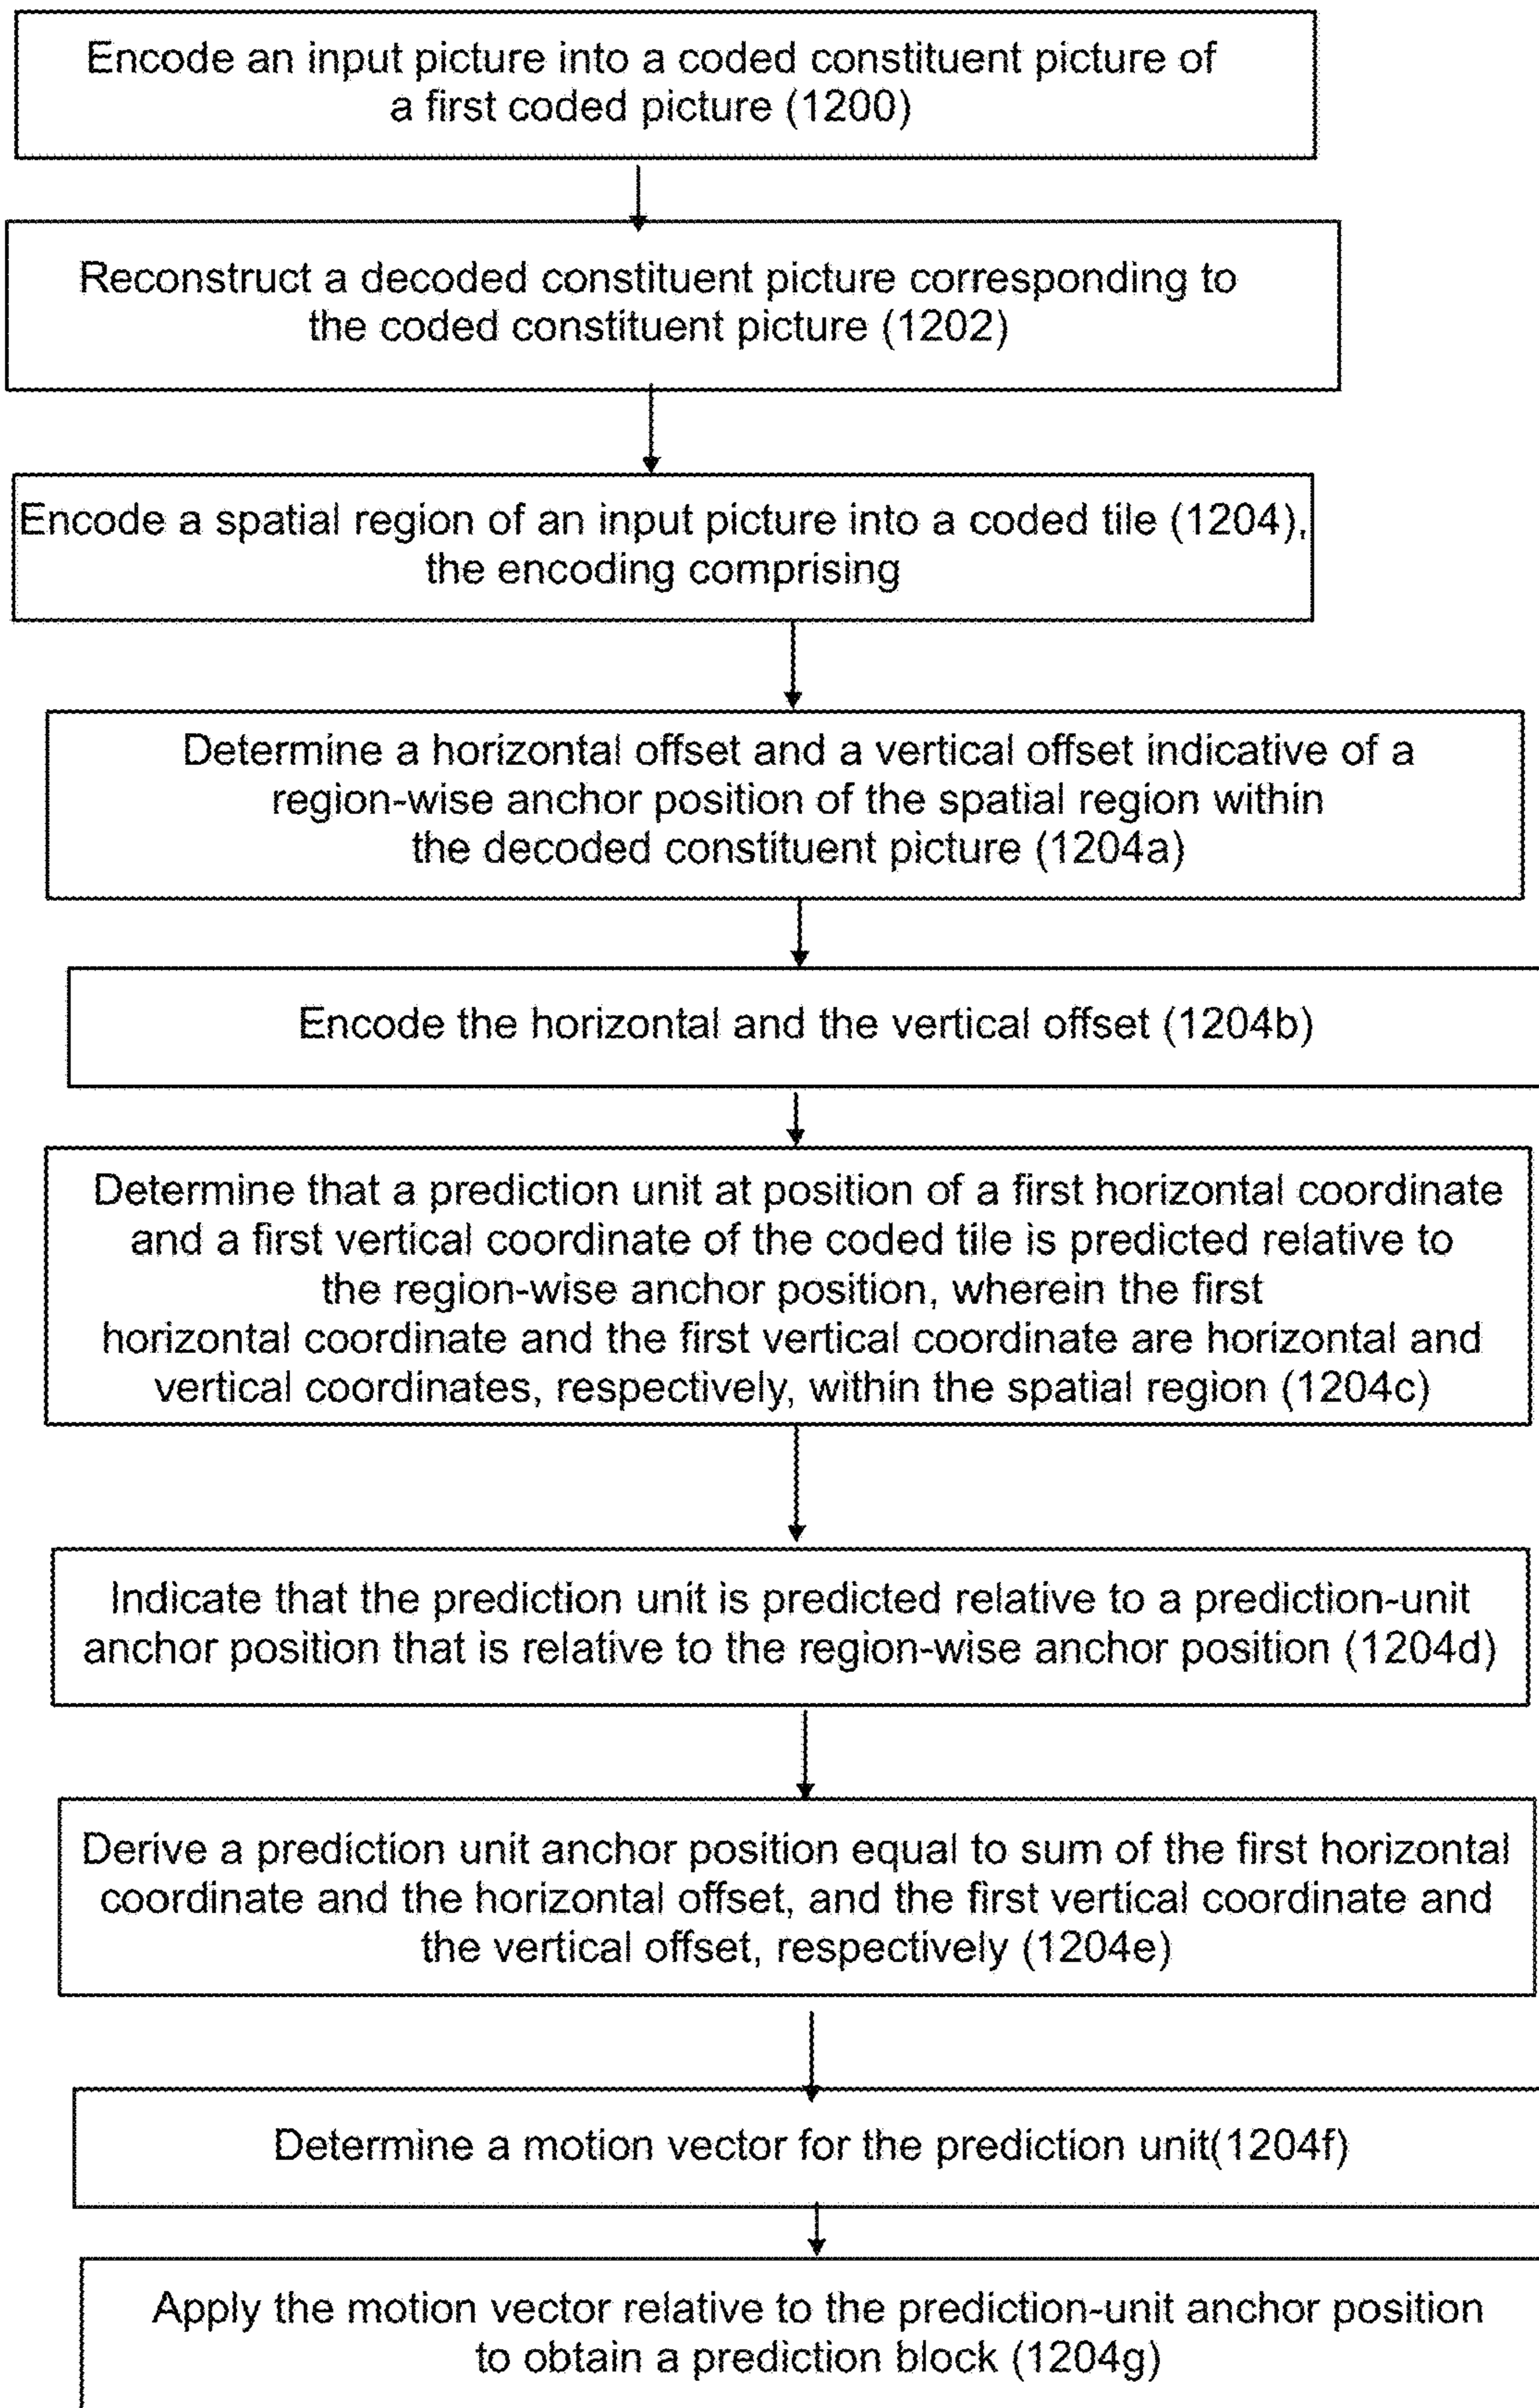 Encode an input picture into a coded constituent picture of
a first coded picture (1200)
Reconstruct a decoded constituent picture corresponding to
the coded constituent picture (1202)
Encode a spatial region of an input picture into a coded tile (1204),
the encoding comprising
Determine a horizontal offset and a vertical offset indicative of a
region-wise anchor position of the spatial region within
the decoded constituent picture (1204a)
Encode the horizontal and the vertical offset (1204b)
Determine that a prediction unit at position of a first horizontal coordinate
and a first vertical coordinate of the coded tile is predicted relative to
the region-wise anchor position, wherein the first
horizontal coordinate and the first vertical coordinate are horizontal and
vertical coordinates, respectively, within the spatial region (1204c)
Indicate that the prediction unit is predicted relative to a prediction-unit
anchor position that is relative to the region-wise anchor position (1204d)
Derive a prediction unit anchor position equal to sum of the first horizontal
coordinate and the horizontal offset, and the first vertical coordinate and
the vertical offset, respectively (1204e)
Determine a motion vector for the prediction unit(1204f)
Apply the motion vector relative to the prediction-unit anchor position
to obtain a prediction block (1204g)